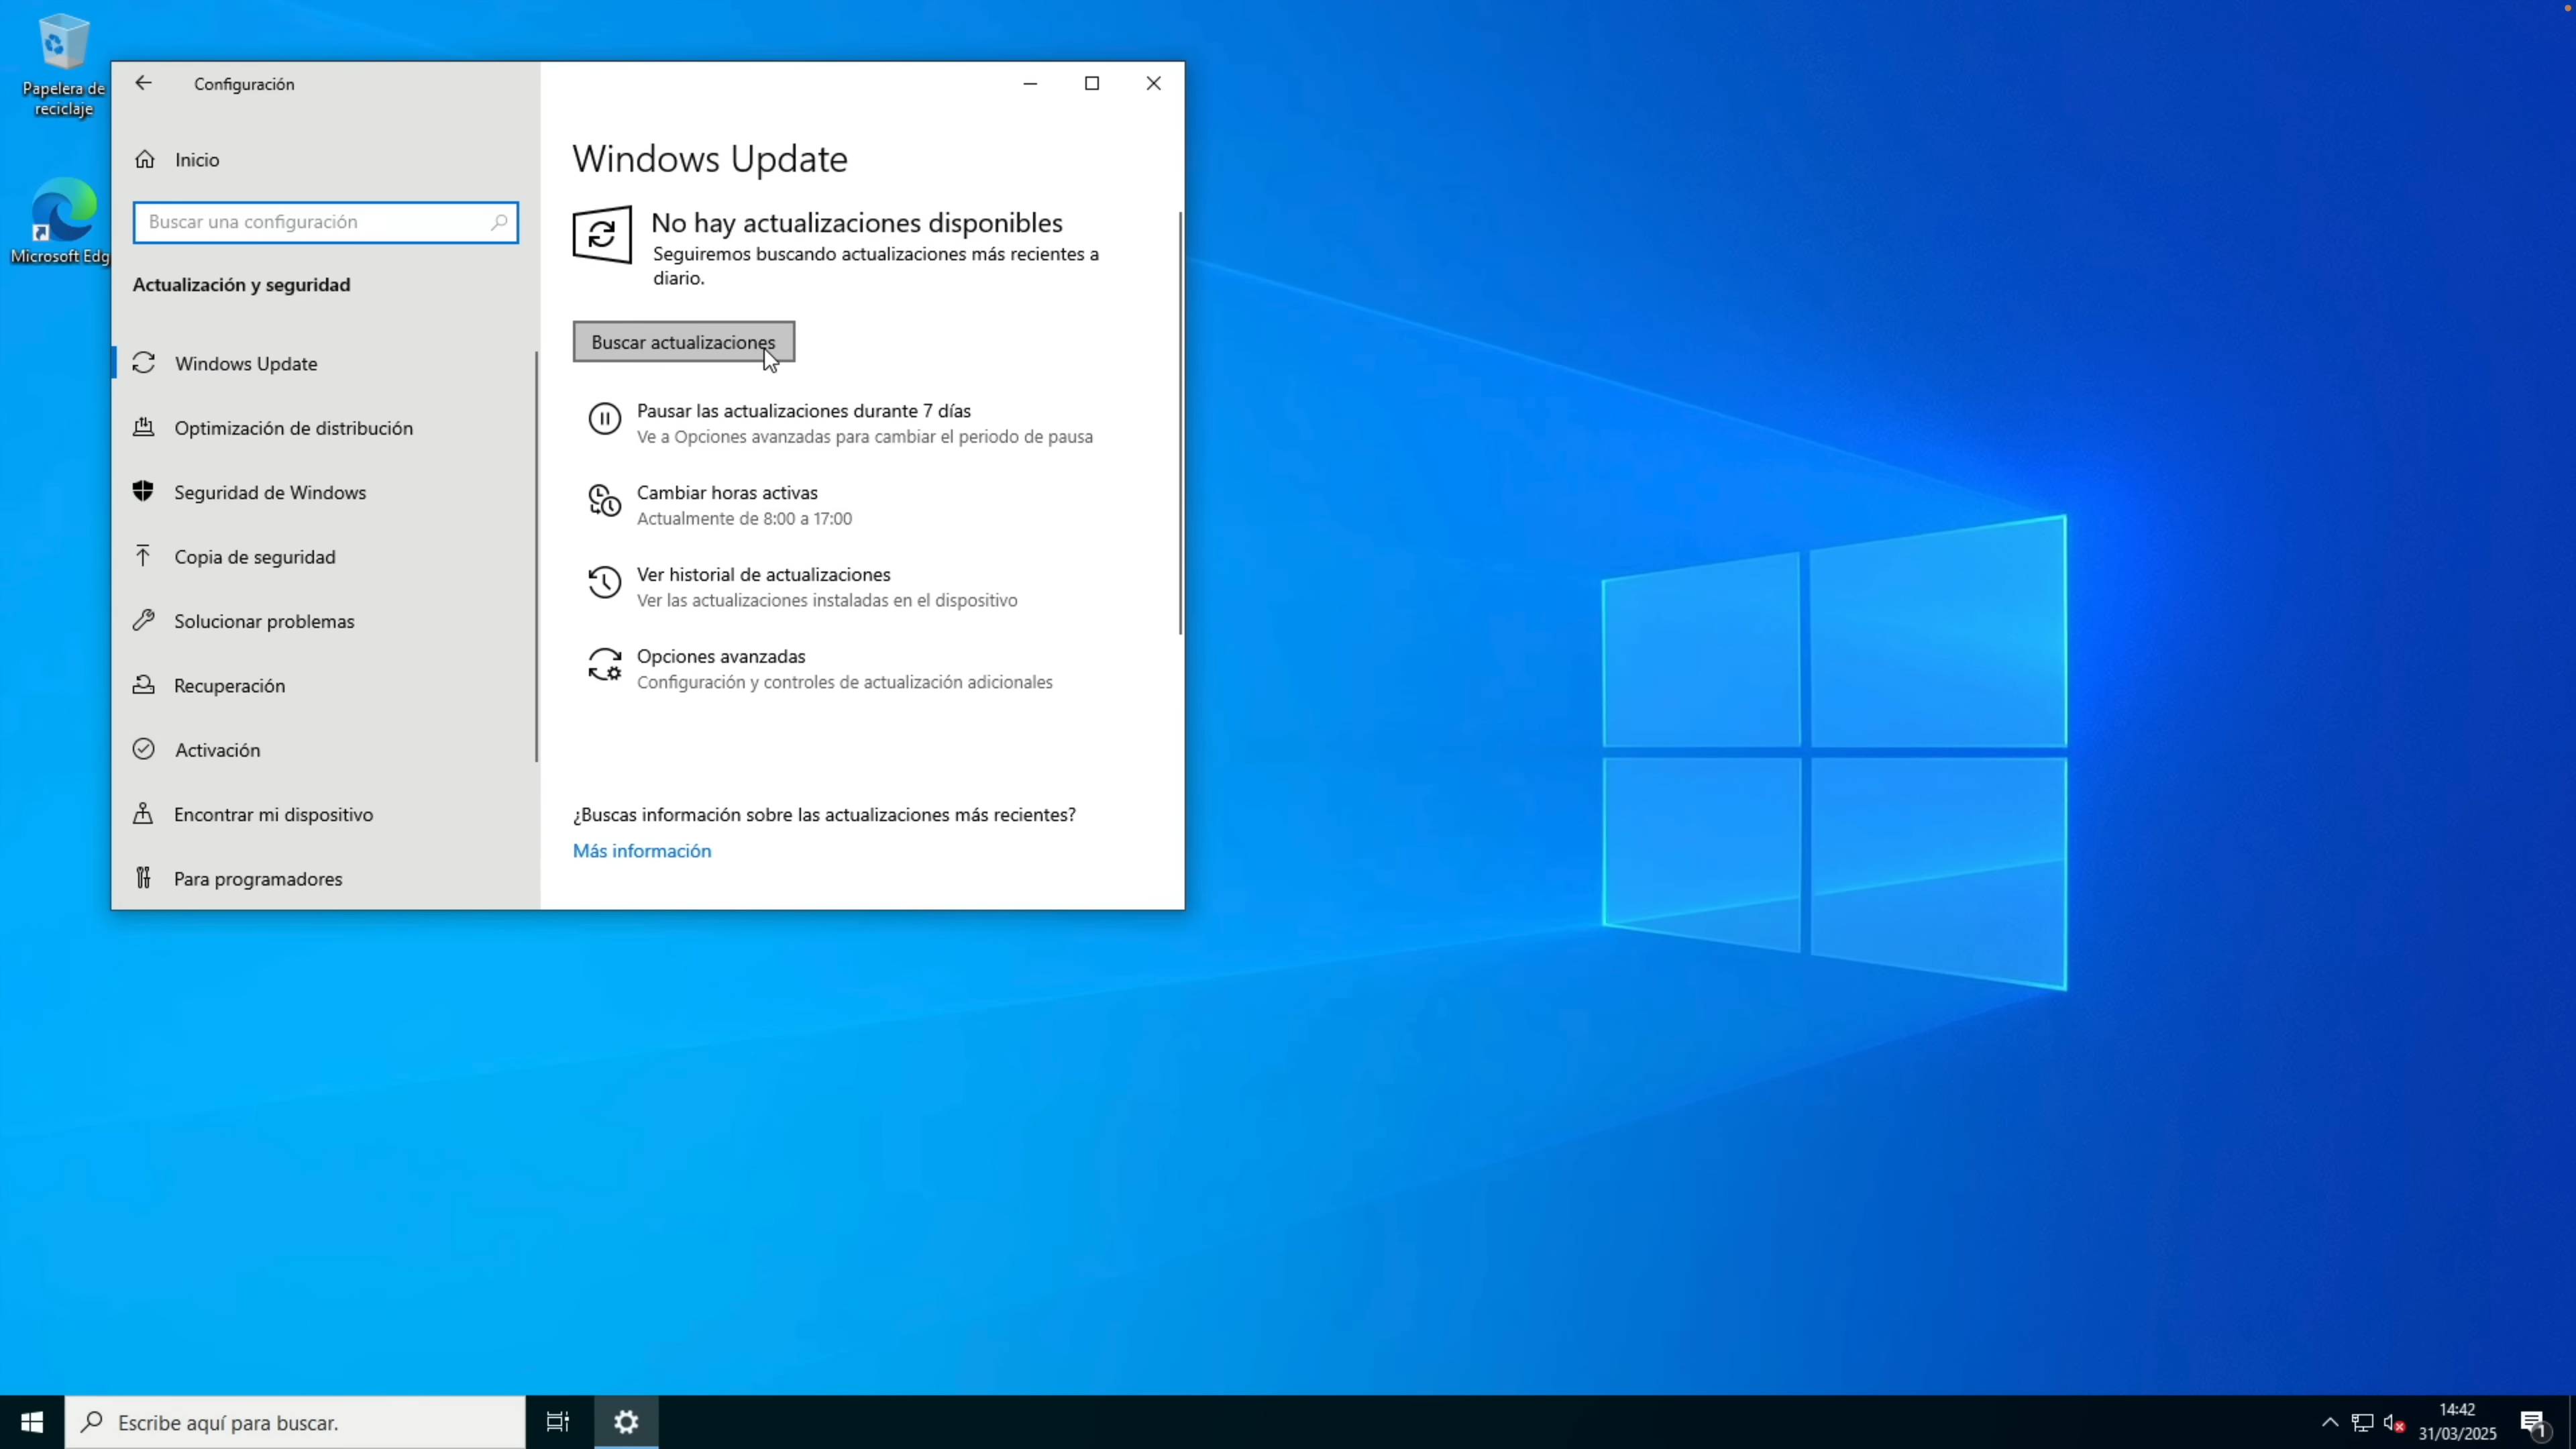 Papelera de
reciclaje
Microsoft Edg
Configuración
Inicio
Buscar una configuración
Actualización y seguridad
Windows Update
Optimización de distribución
Seguridad de Windows
Copia de seguridad
Solucionar problemas
Recuperación
Activación
Encontrar mi dispositivo
Para programadores
Windows Update
No hay actualizaciones disponibles
Seguiremos buscando actualizaciones más recientes a
diario.
Buscar actualizaciones
Pausar las actualizaciones durante 7 días
Ve a Opciones avanzadas para cambiar el periodo de pausa
Cambiar horas activas
Actualmente de 8:00 a 17:00
Ver historial de actualizaciones
Ver las actualizaciones instaladas en el dispositivo
Opciones avanzadas
Configuración y controles de actualización adicionales
¿Buscas información sobre las actualizaciones más recientes?
Más información
Escribe aquí para buscar.
14:42
31/03/2025
1